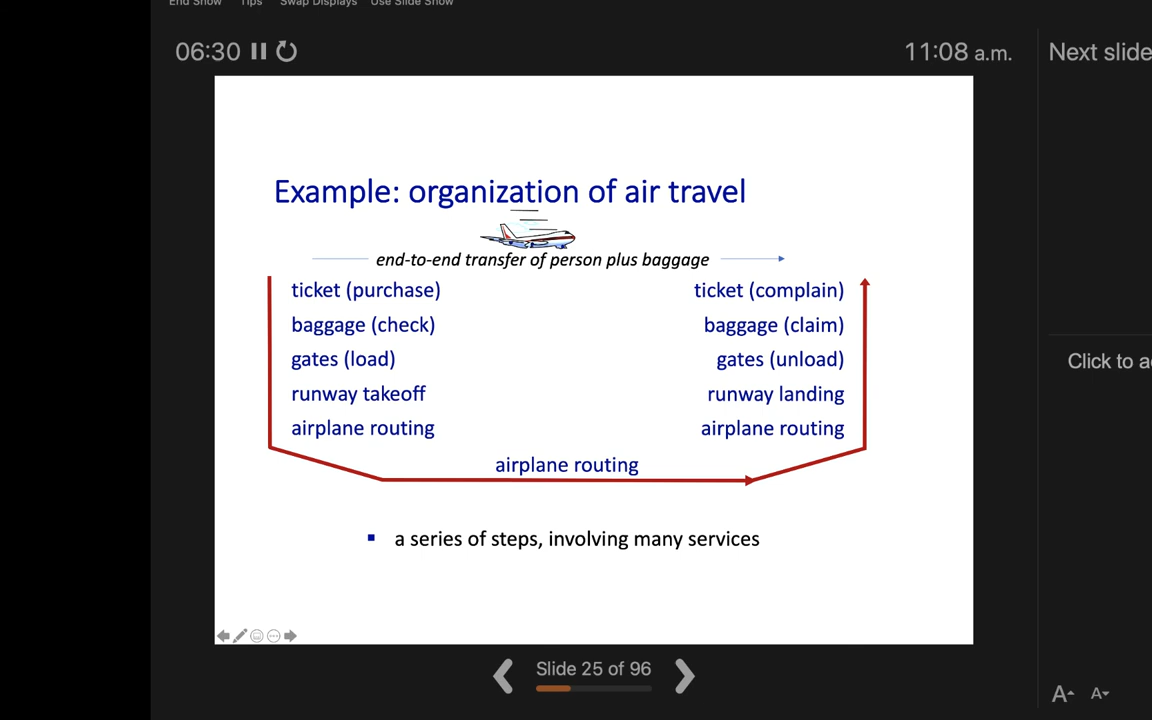 End Show Tips Swap Displays Use Slide Show
06:30 11:08 a.m. Next slide
Example: organization of air travel
end-to-end transfer of person plus baggage
ticket (purchase) ticket (complain)
baggage (check) baggage (claim)
gates (load) gates (unload)
runway takeoff runway landing
airplane routing airplane routing
airplane routing
▪ a series of steps, involving many services
Click to a
Slide 25 of 96
A A